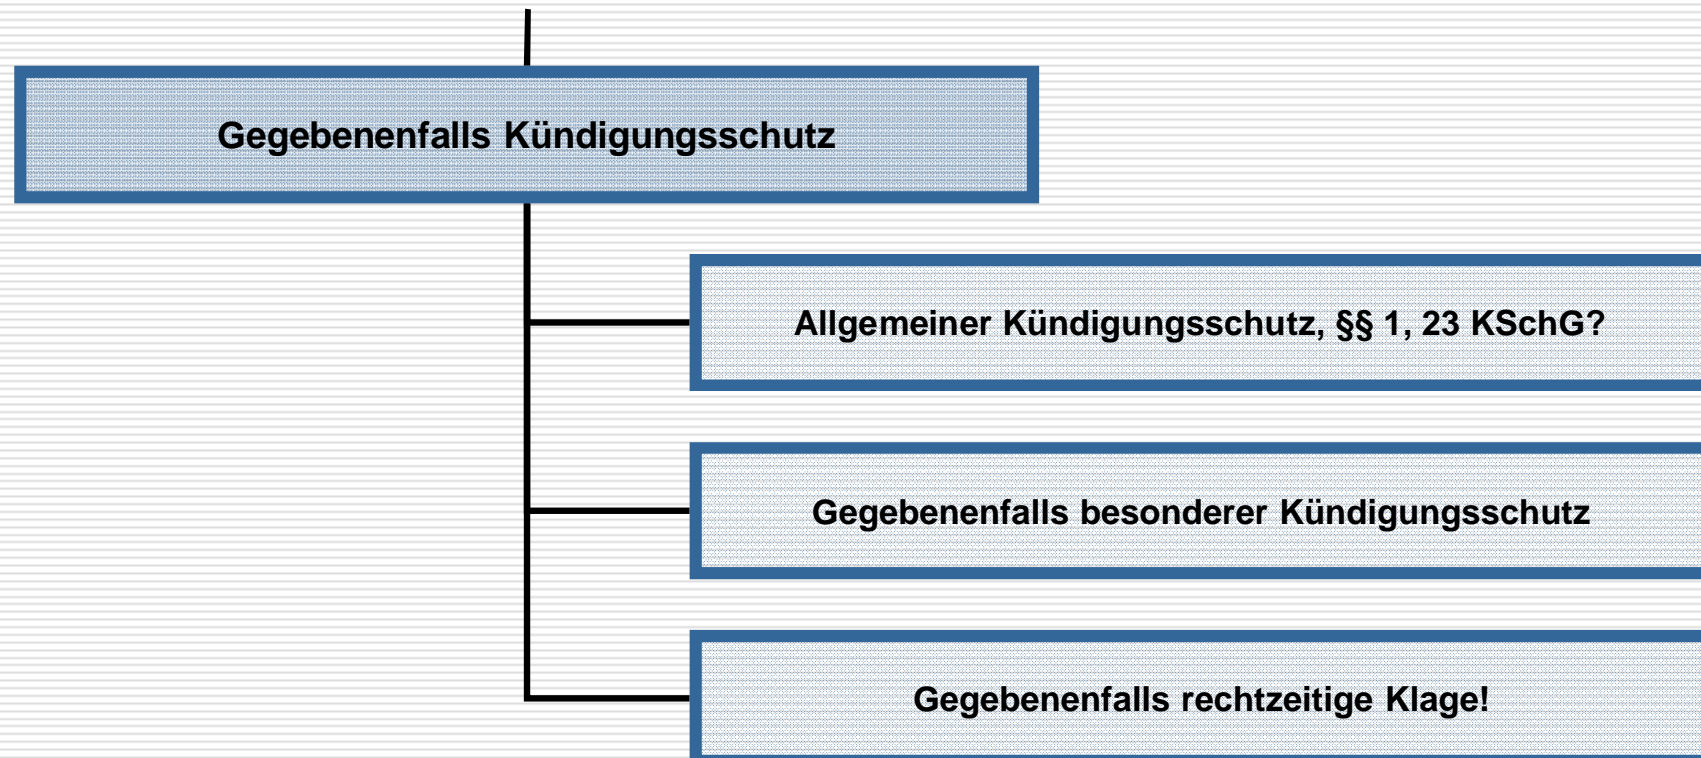 Gegebenenfalls Kündigungsschutz
Allgemeiner Kündigungsschutz, §§ 1, 23 KSchG?
Gegebenenfalls besonderer Kündigungsschutz
Gegebenenfalls rechtzeitige Klage!